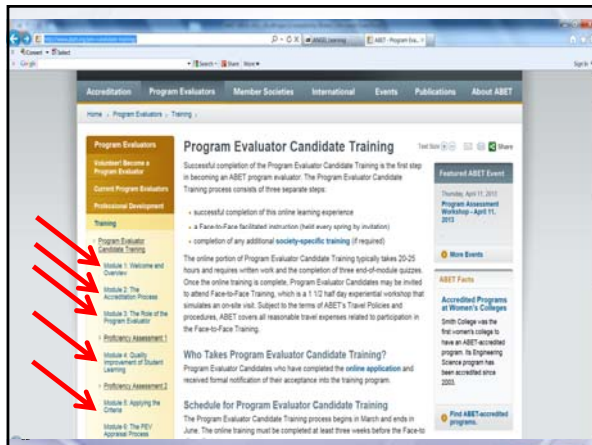 ANGEL Learning
ABET - Program Eva...
Convert
Select
Search
Share
More
Sign In
Accreditation
Program Evaluators
Member Societies
International
Events
Publications
About ABET
Home
Program Evaluators
Training
Program Evaluators
Volunteer! Become a
Program Evaluator
Current Program Evaluators
Professional Development
Training
Program Evaluator
Candidate Training
Module 1: Welcome and
Overview
Module 2: The
Accreditation Process
Module 3: The Role of the
Program Evaluator
Proficiency Assessment 1
Module 4: Quality
Improvement of Student
Learning
Proficiency Assessment 2
Module 5: Applying the
Criteria
Module 6: The PEV
Appraisal Process
Program Evaluator Candidate Training
Text Size
Share
Successful completion of the Program Evaluator Candidate Training is the first step
in becoming an ABET program evaluator. The Program Evaluator Candidate
Training process consists of three separate steps:
successful completion of this online learning experience
a Face-to-Face facilitated instruction (held every spring by invitation)
completion of any additional society-specific training (if required)
The online portion of Program Evaluator Candidate Training typically takes 20-25
hours and requires written work and the completion of three end-of-module quizzes.
Once the online training is complete, Program Evaluator Candidates may be invited
to attend Face-to-Face Training, which is a 1 1/2 half day experiential workshop that
simulates an on-site visit. Subject to the terms of ABET's Travel Policies and
procedures, ABET covers all reasonable travel expenses related to participation in
the Face-to-Face Training.
Who Takes Program Evaluator Candidate Training?
Program Evaluator Candidates who have completed the online application and
received formal notification of their acceptance into the training program.
Schedule for Program Evaluator Candidate Training
The Program Evaluator Candidate Training process begins in March and ends in
June. The online training must be completed at least three weeks before the Face-to
Featured ABET Event
Thursday, April 11, 2013
Program Assessment
Workshop - April 11,
2013
More Events
ABET Facts
Accredited Programs
at Women's Colleges
Smith College was the
first women's college to
have an ABET-accredited
program. Its Engineering
Science program has
been accredited since
2003.
Find ABET-accredited
programs.